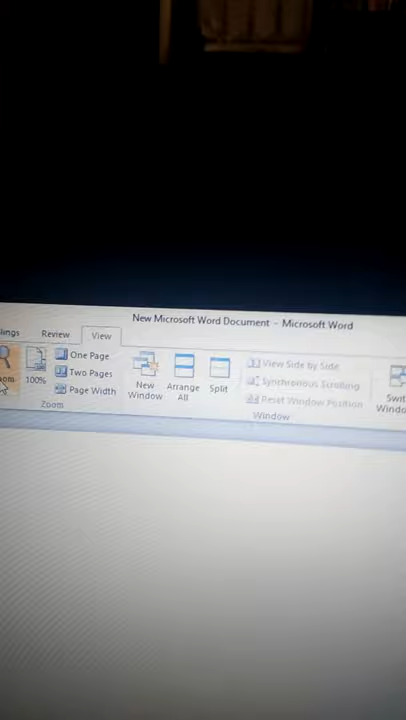 New Microsoft Word Document - Microsoft Word
Review View
One Page
Two Pages
Page Width
100%
Zoom
New Window
Arrange All
Split
View Side by Side
Synchronous Scrolling
Reset Window Position
Window